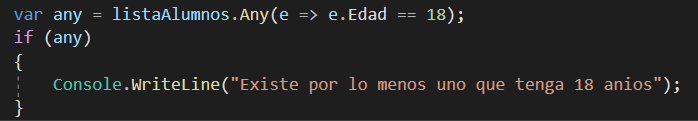 var any = listaAlumnos.Any(e => e.Edad == 18);
if (any)
{
Console.WriteLine("Existe por lo menos uno que tenga 18 anios");
}